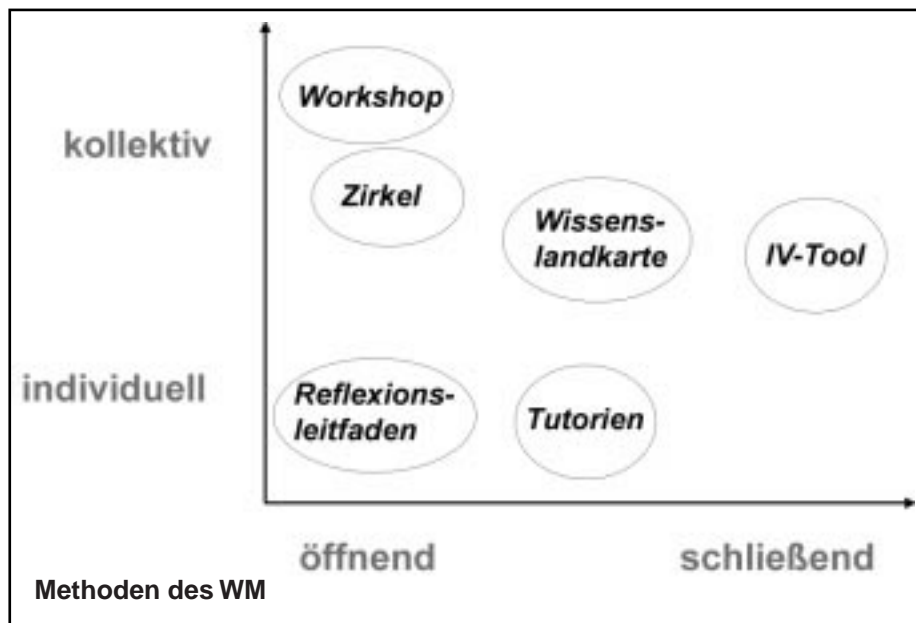 Workshop
kollektiv
Zirkel
Wissens-
landkarte
IV-Tool
individuell
Reflexions-
leitfaden
Tutorien
öffnend
schließend
Methoden des WM